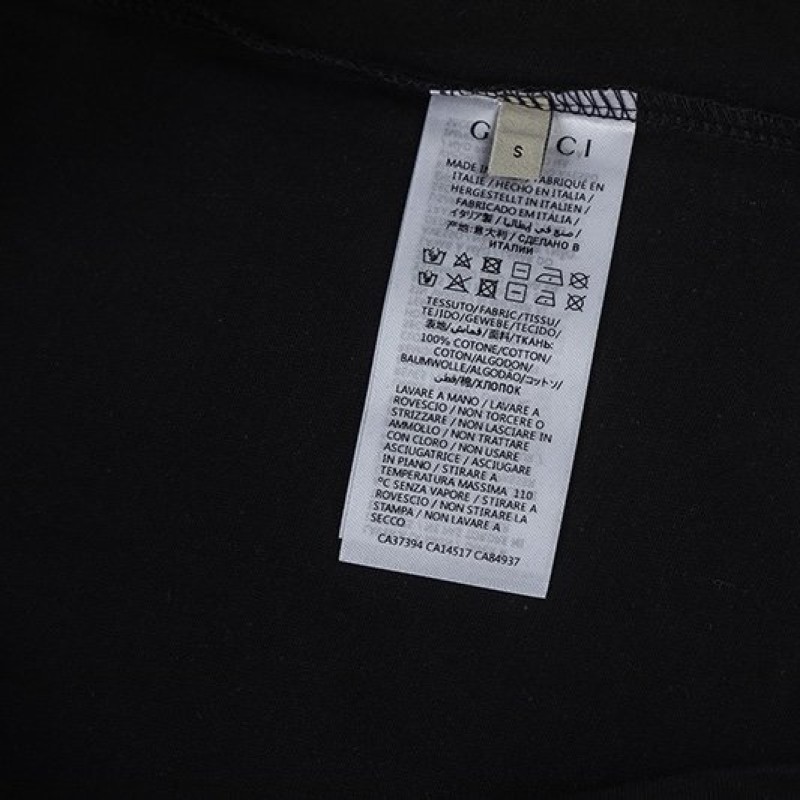 G CI
S
MADE IN FABRIQUÉ EN
ITALIE / HECHO EN ITALIA /
HERGESTELLT IN ITALIEN /
FABRICADO EM ITALIA /
イタリア製 / صنع في إيطاليا /
产地:意大利 / СДЕЛАНО В
ИТАЛИИ
TESSUTO/FABRIC/TISSU/
TEJIDO/GEWEBE/TECIDO/
表地/قماش/面料/ТКАНЬ:
100% COTONE/COTTON/
COTON/ALGODON/
BAUMWOLLE/ALGODÃO/コットン/
قطن/棉/ХЛОПОК
LAVARE A MANO / LAVARE A
ROVESCIO / NON TORCERE O
STRIZZARE / NON LASCIARE IN
AMMOLLO / NON TRATTARE
CON CLORO / NON USARE
ASCIUGATRICE / ASCIUGARE
IN PIANO / STIRARE A
TEMPERATURA MASSIMA 110
°C SENZA VAPORE / STIRARE A
ROVESCIO / NON STIRARE LA
STAMPA / NON LAVARE A
SECCO
CA37394 CA14517 CA84937